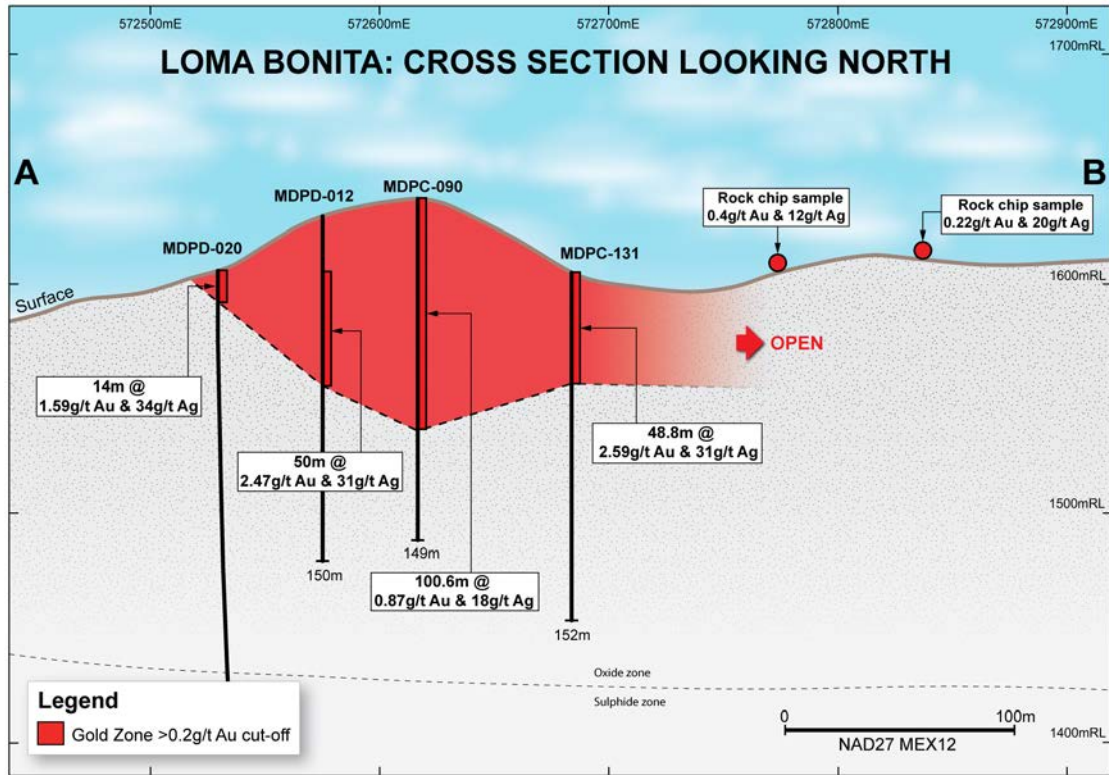 572500mE
572600mE
572700mE
572800mE
572900mE
1700mRL
LOMA BONITA: CROSS SECTION LOOKING NORTH
A
B
MDPC-090
MDPD-012
Rock chip sample
0.4g/t Au & 12g/t Ag
Rock chip sample
0.22g/t Au & 20g/t Ag
MDPD-020
MDPC-131
1600mRL
Surface
OPEN
14m @
1.59g/t Au & 34g/t Ag
50m @
2.47g/t Au & 31g/t Ag
48.8m @
2.59g/t Au & 31g/t Ag
1500mRL
149m
150m
100.6m @
0.87g/t Au & 18g/t Ag
152m
Oxide zone
Sulphide zone
Legend
Gold Zone >0.2g/t Au cut-off
0
100m
NAD27 MEX12
1400mRL